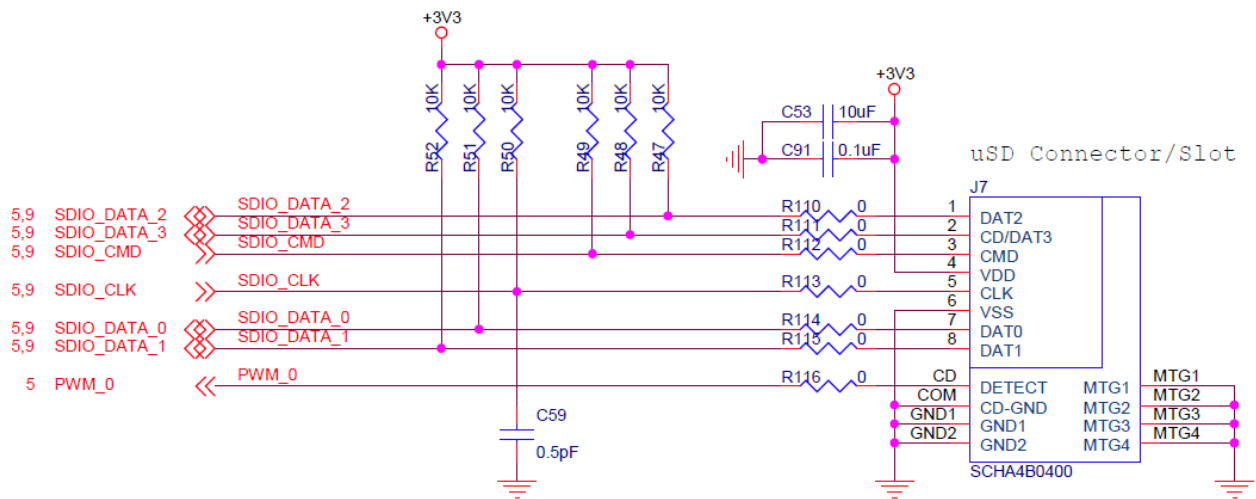 +3V3
10K 10K 10K 10K 10K 10K
R52 R51 R50 R49 R48 R47
+3V3
C53 10uF
C91 0.1uF
uSD Connector/Slot
J7
5,9 SDIO_DATA_2 SDIO_DATA_2 R110 0 1 DAT2
5,9 SDIO_DATA_3 SDIO_DATA_3 R111 0 2 CD/DAT3
5,9 SDIO_CMD SDIO_CMD R112 0 3 CMD
4 VDD
5,9 SDIO_CLK SDIO_CLK R113 0 5 CLK
6 VSS
5,9 SDIO_DATA_0 SDIO_DATA_0 R114 0 7 DAT0
5,9 SDIO_DATA_1 SDIO_DATA_1 R115 0 8 DAT1
5 PWM_0 PWM_0 R116 0 CD DETECT MTG1 MTG1
COM CD-GND MTG2 MTG2
GND1 GND1 MTG3 MTG3
GND2 GND2 MTG4 MTG4
C59
0.5pF
SCHA4B0400